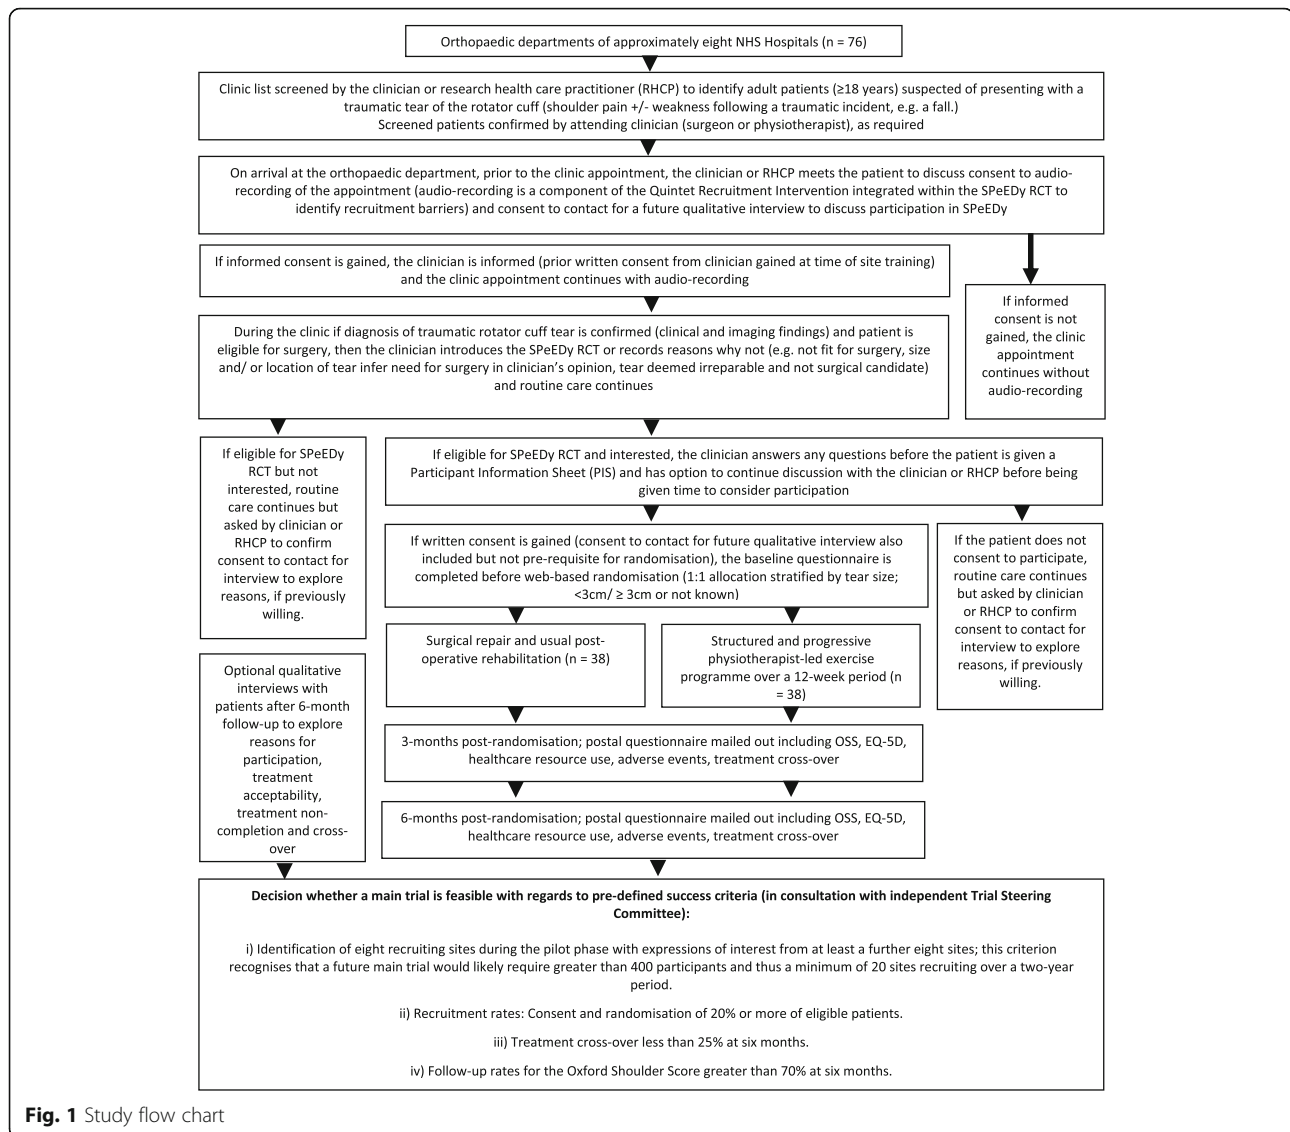 Orthopaedic departments of approximately eight NHS Hospitals (n = 76)
Clinic list screened by the clinician or research health care practitioner (RHCP) to identify adult patients (≥18 years) suspected of presenting with a
traumatic tear of the rotator cuff (shoulder pain +/- weakness following a traumatic incident, e.g. a fall.)
Screened patients confirmed by attending clinician (surgeon or physiotherapist), as required
On arrival at the orthopaedic department, prior to the clinic appointment, the clinician or RHCP meets the patient to discuss consent to audio-
recording of the appointment (audio-recording is a component of the Quintet Recruitment Intervention integrated within the SPeEDy RCT to
identify recruitment barriers) and consent to contact for a future qualitative interview to discuss participation in SPeEDy
If informed consent is gained, the clinician is informed (prior written consent from clinician gained at time of site training)
and the clinic appointment continues with audio-recording
If informed
consent is not
gained, the clinic
appointment
continues without
audio-recording
During the clinic if diagnosis of traumatic rotator cuff tear is confirmed (clinical and imaging findings) and patient is
eligible for surgery, then the clinician introduces the SPeEDy RCT or records reasons why not (e.g. not fit for surgery, size
and/ or location of tear infer need for surgery in clinician's opinion, tear deemed irreparable and not surgical candidate)
and routine care continues
If eligible for SPeEDy
RCT but not
interested, routine
care continues but
asked by clinician or
RHCP to confirm
consent to contact for
interview to explore
reasons, if previously
willing.
If eligible for SPeEDy RCT and interested, the clinician answers any questions before the patient is given a
Participant Information Sheet (PIS) and has option to continue discussion with the clinician or RHCP before being
given time to consider participation
If written consent is gained (consent to contact for future qualitative interview also
included but not pre-requisite for randomisation), the baseline questionnaire is
completed before web-based randomisation (1:1 allocation stratified by tear size;
<3cm/ ≥ 3cm or not known)
If the patient does not
consent to participate,
routine care continues
but asked by clinician
or RHCP to confirm
consent to contact for
interview to explore
reasons, if previously
willing.
Surgical repair and usual post-
operative rehabilitation (n = 38)
Structured and progressive
physiotherapist-led exercise
programme over a 12-week period (n
= 38)
Optional qualitative
interviews with
patients after 6-month
follow-up to explore
reasons for
participation,
treatment
acceptability,
treatment non-
completion and cross-
over
3-months post-randomisation; postal questionnaire mailed out including OSS, EQ-5D,
healthcare resource use, adverse events, treatment cross-over
6-months post-randomisation; postal questionnaire mailed out including OSS, EQ-5D,
healthcare resource use, adverse events, treatment cross-over
Decision whether a main trial is feasible with regards to pre-defined success criteria (in consultation with independent Trial Steering
Committee):
i) Identification of eight recruiting sites during the pilot phase with expressions of interest from at least a further eight sites; this criterion
recognises that a future main trial would likely require greater than 400 participants and thus a minimum of 20 sites recruiting over a two-year
period.
ii) Recruitment rates: Consent and randomisation of 20% or more of eligible patients.
iii) Treatment cross-over less than 25% at six months.
iv) Follow-up rates for the Oxford Shoulder Score greater than 70% at six months.
Fig. 1 Study flow chart